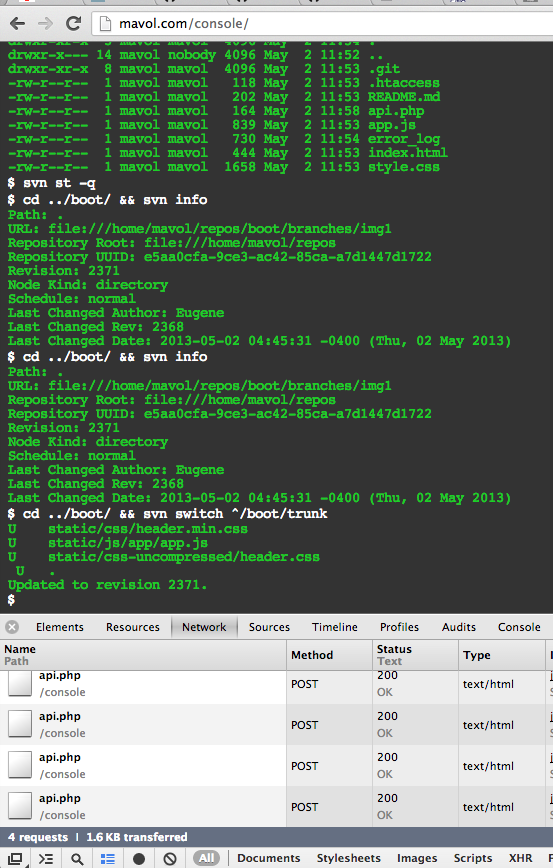 mavol.com/console/
drwxr-xr-x 3 mavol mavol 4096 May 2 11:54 .
drwxr-x--- 14 mavol nobody 4096 May 2 11:52 ..
drwxr-xr-x 8 mavol mavol 4096 May 2 11:53 .git
-rw-r--r-- 1 mavol mavol 118 May 2 11:53 .htaccess
-rw-r--r-- 1 mavol mavol 202 May 2 11:53 README.md
-rw-r--r-- 1 mavol mavol 164 May 2 11:58 api.php
-rw-r--r-- 1 mavol mavol 839 May 2 11:53 app.js
-rw-r--r-- 1 mavol mavol 730 May 2 11:54 error_log
-rw-r--r-- 1 mavol mavol 444 May 2 11:53 index.html
-rw-r--r-- 1 mavol mavol 1658 May 2 11:53 style.css
$ svn st -q
$ cd ../boot/ && svn info
Path: .
URL: file:///home/mavol/repos/boot/branches/img1
Repository Root: file:///home/mavol/repos
Repository UUID: e5aa0cfa-9ce3-ac42-85ca-a7d1447d1722
Revision: 2371
Node Kind: directory
Schedule: normal
Last Changed Author: Eugene
Last Changed Rev: 2368
Last Changed Date: 2013-05-02 04:45:31 -0400 (Thu, 02 May 2013)
$ cd ../boot/ && svn info
Path: .
URL: file:///home/mavol/repos/boot/branches/img1
Repository Root: file:///home/mavol/repos
Repository UUID: e5aa0cfa-9ce3-ac42-85ca-a7d1447d1722
Revision: 2371
Node Kind: directory
Schedule: normal
Last Changed Author: Eugene
Last Changed Rev: 2368
Last Changed Date: 2013-05-02 04:45:31 -0400 (Thu, 02 May 2013)
$ cd ../boot/ && svn switch ^/boot/trunk
U static/css/header.min.css
U static/js/app/app.js
U static/css-uncompressed/header.css
U .
Updated to revision 2371.
$
Elements Resources Network Sources Timeline Profiles Audits Console
Name Method Status Type
Path Text
api.php POST 200 text/html
/console OK
api.php POST 200 text/html
/console OK
api.php POST 200 text/html
/console OK
api.php POST 200 text/html
/console OK
4 requests | 1.6 KB transferred
All Documents Stylesheets Images Scripts XHR